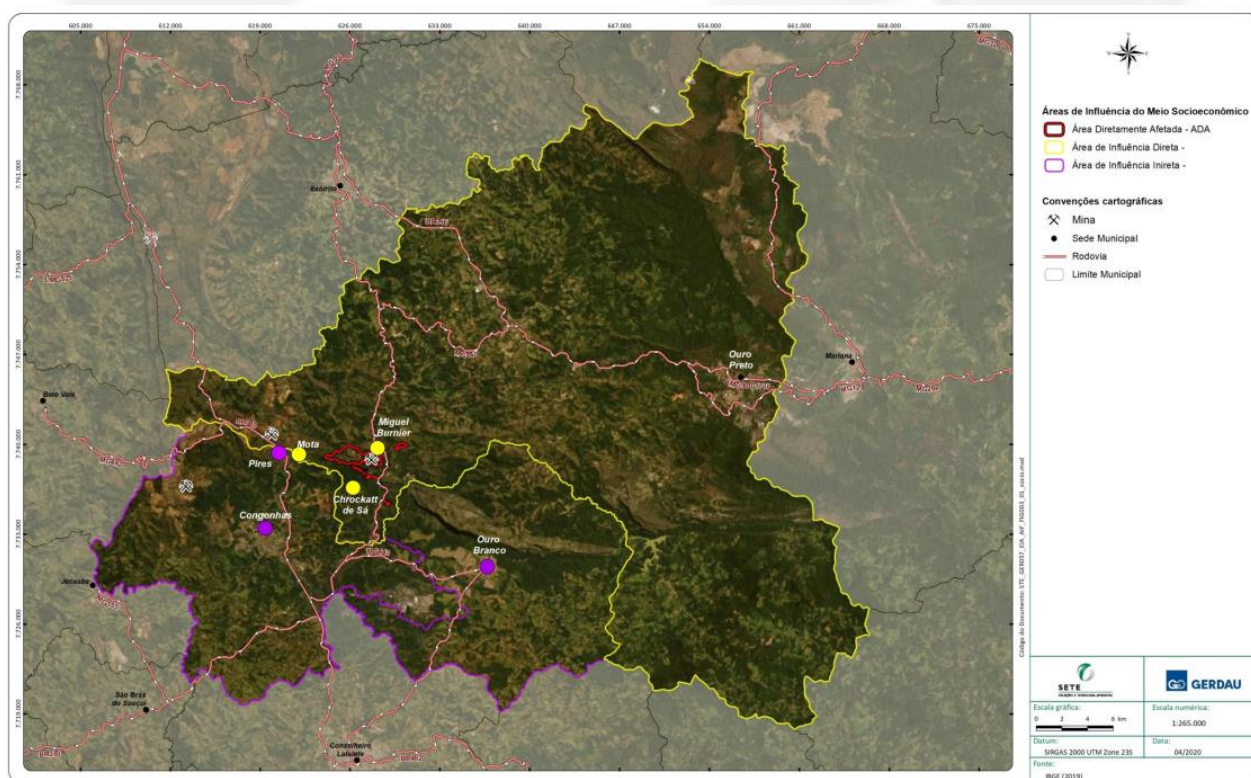 605.000
612.000
619.000
626.000
633.000
640.000
647.000
654.000
661.000
668.000
675.000
7.768.000
7.761.000
7.754.000
7.747.000
7.740.000
7.733.000
7.726.000
7.719.000
Itabirito
Ouro
Preto
Mariana
Belo Vale
Miguel
Burnier
Mota
Pires
Chrockatt
de Sá
Congonhas
Ouro
Branco
Jeceaba
São Brás
do Suaçuí
Conselheiro
Lafaiete
Áreas de Influência do Meio Socioeconômico
Área Diretamente Afetada - ADA
Área de Influência Direta -
Área de Influência Inireta -
Convenções cartográficas
Mina
Sede Municipal
Rodovia
Limite Municipal
SETE
GERDAU
Escala gráfica:
0 2 4 6 km
Escala numérica:
1:265.000
Datum:
SIRGAS 2000 UTM Zone 23S
Data:
04/2020
Fonte:
IBGE (2019)